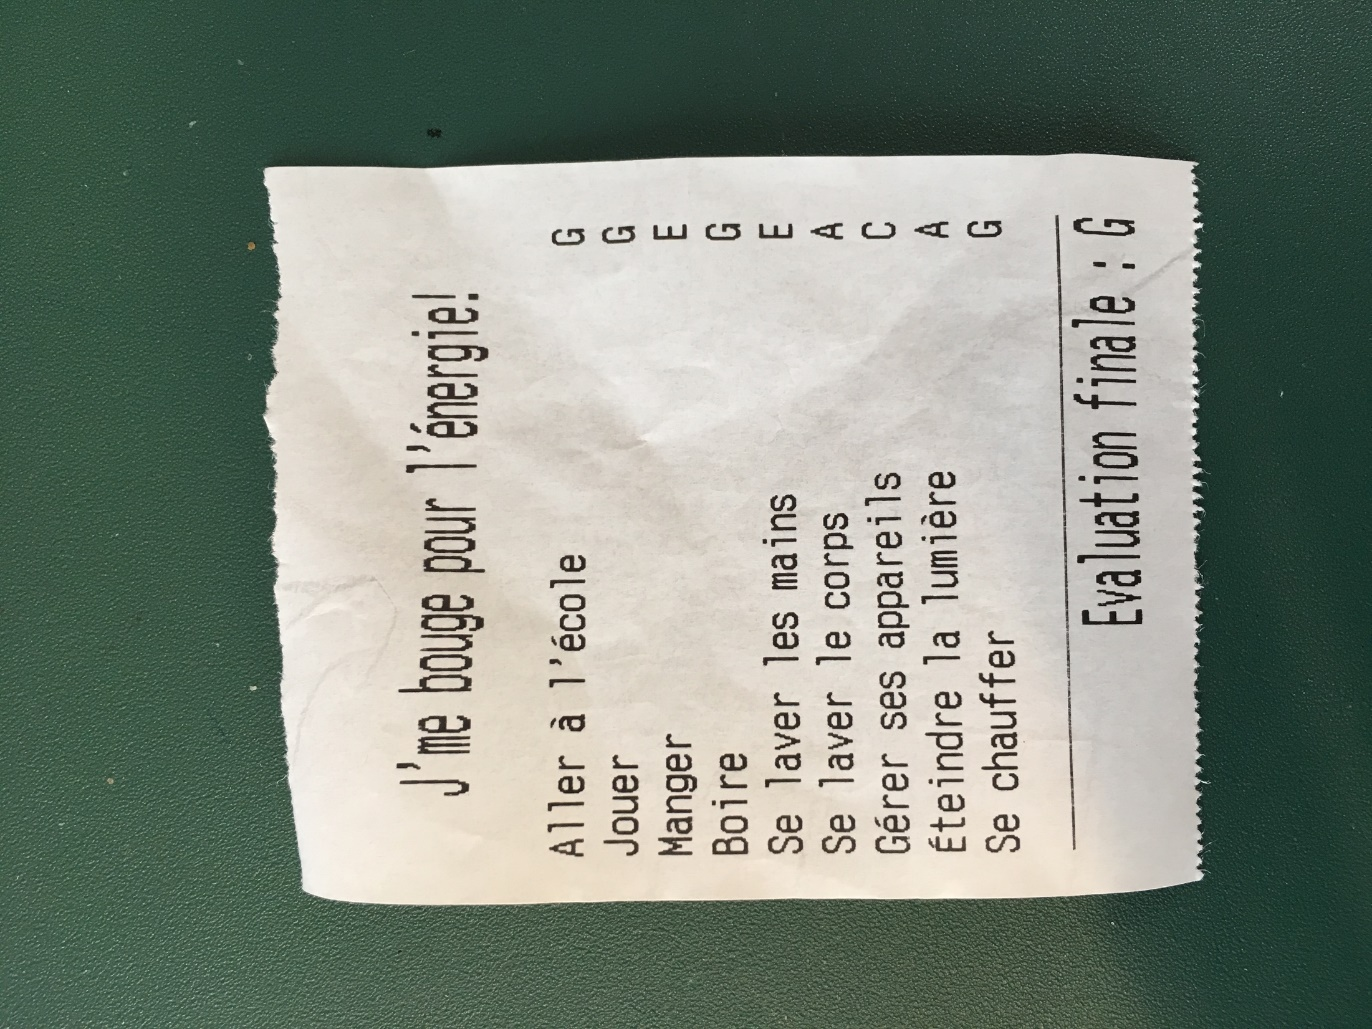 J'me bouge pour l'énergie!
Aller à l'école G
Jouer G
Manger E
Boire G
Se laver les mains E
Se laver le corps A
Gérer ses appareils C
Éteindre la lumière A
Se chauffer G
Evaluation finale : G